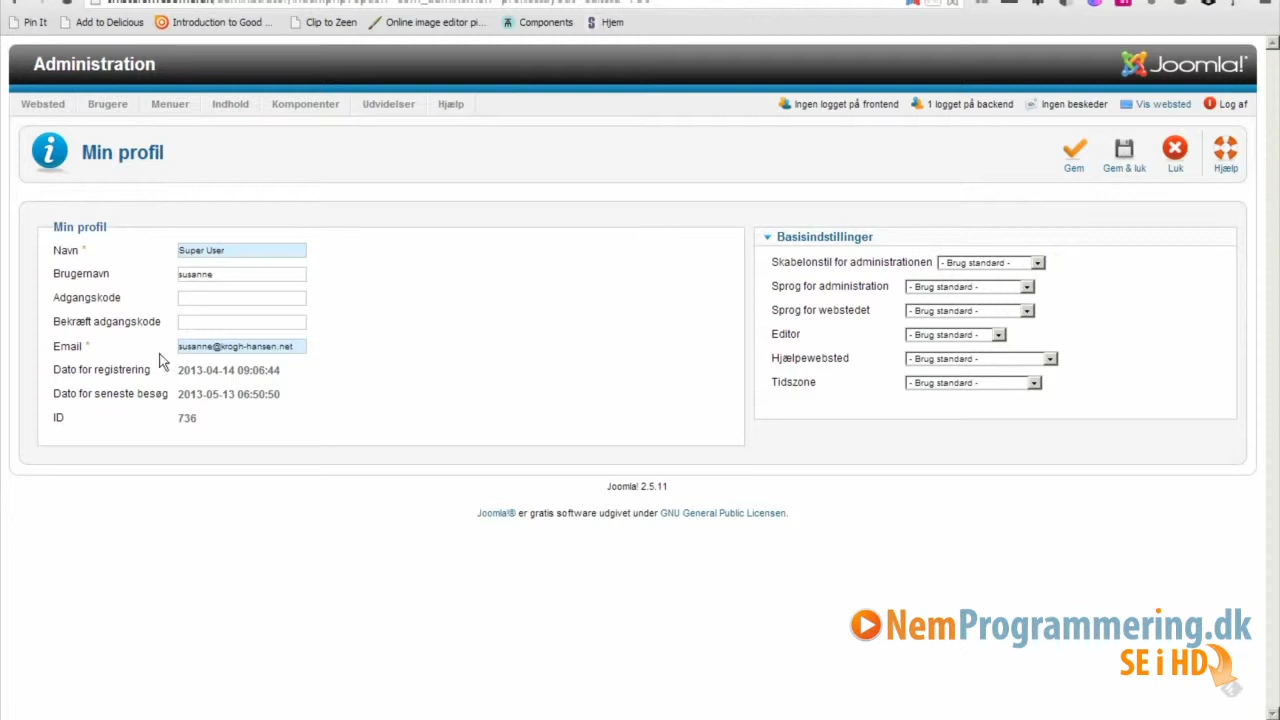 Pin It Add to Delicious Introduction to Good ... Clip to Zeen Online image editor pi... Components Hjem
Administration Joomla!
Websted Brugere Menuer Indhold Komponenter Udvidelser Hjælp Ingen logget på frontend 1 logget på backend Ingen beskeder Vis websted Log af
Min profil
Gem Gem & luk Luk Hjælp
Min profil
Navn *
Super User
Brugernavn
susanne
Adgangskode
Bekræft adgangskode
Email *
susanne@krogh-hansen.net
Dato for registrering
2013-04-14 09:06:44
Dato for seneste besøg
2013-05-13 06:50:50
ID
736
Basisindstillinger
Skabelonstil for administrationen - Brug standard -
Sprog for administration - Brug standard -
Sprog for webstedet - Brug standard -
Editor - Brug standard -
Hjælpewebsted - Brug standard -
Tidszone - Brug standard -
Joomla! 2.5.11
Joomla!® er gratis software udgivet under GNU General Public Licensen.
NemProgrammering.dk
SE i HD